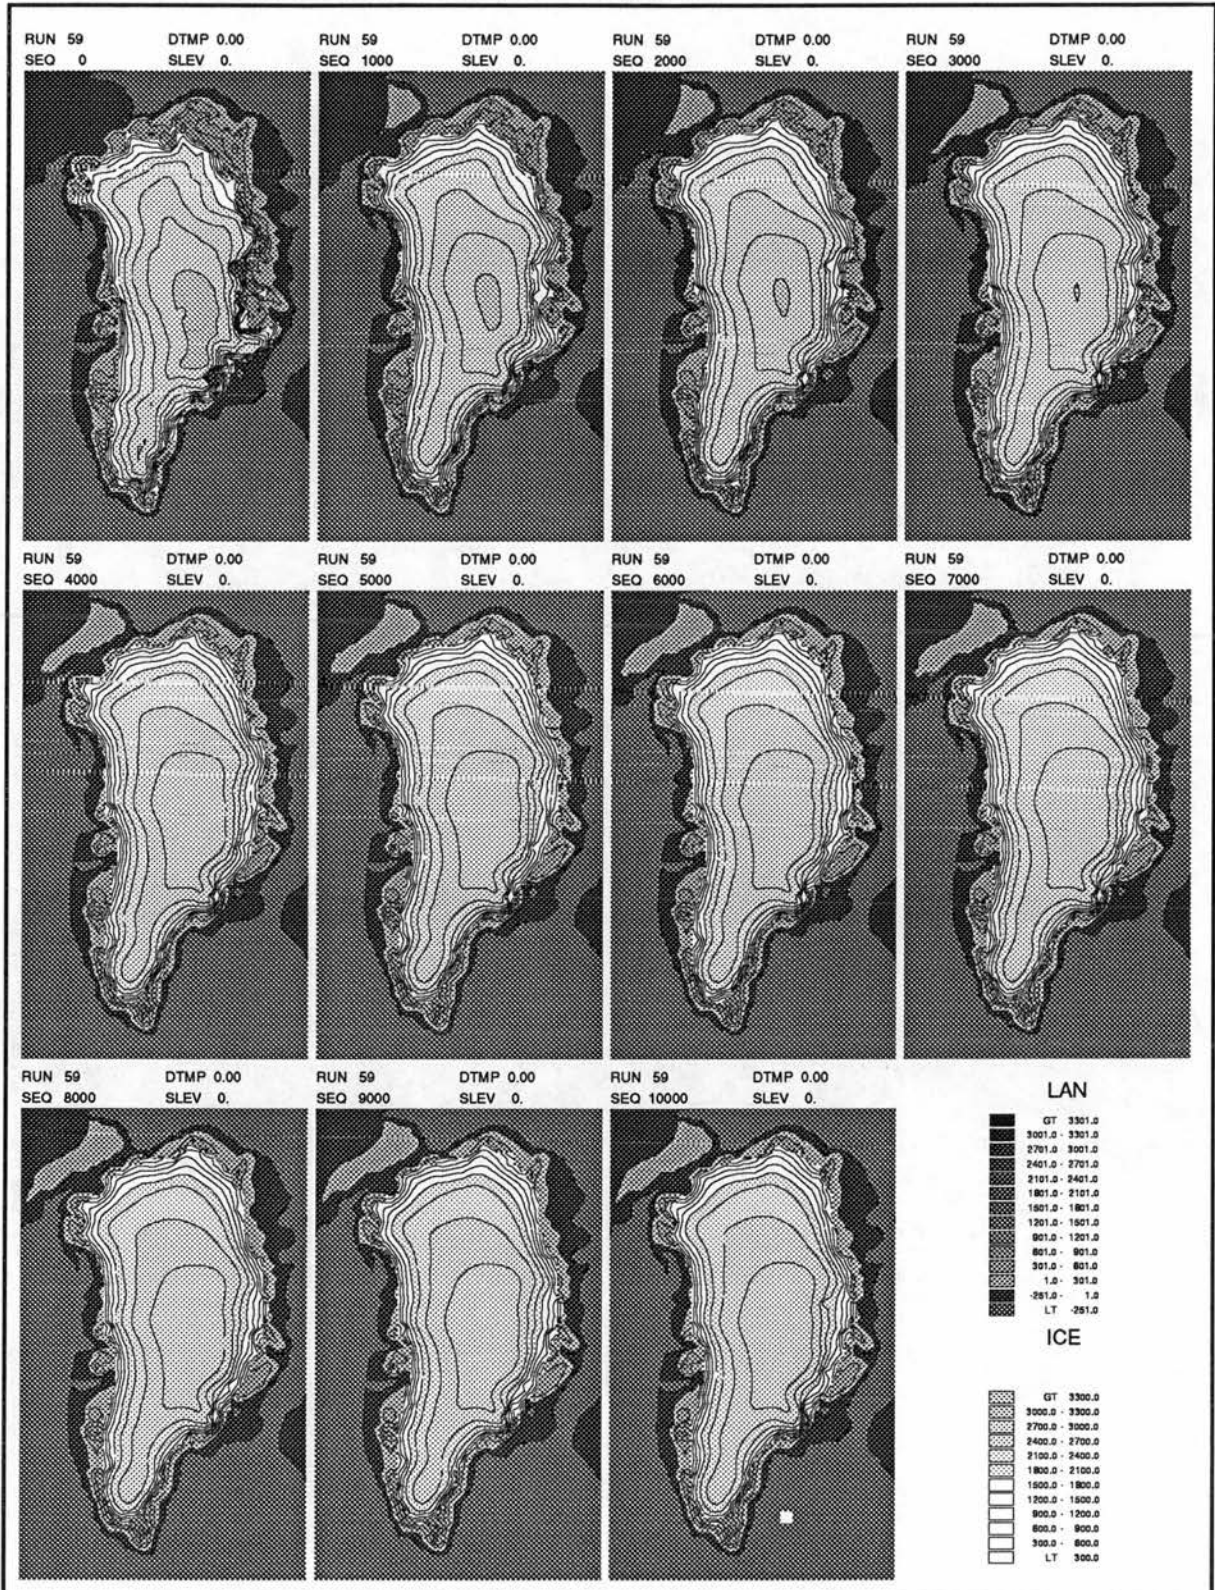 RUN 59 DTMP 0.00 RUN 59 DTMP 0.00 RUN 59 DTMP 0.00 RUN 59 DTMP 0.00
SEQ 0 SLEV 0. SEQ 1000 SLEV 0. SEQ 2000 SLEV 0. SEQ 3000 SLEV 0.
RUN 59 DTMP 0.00 RUN 59 DTMP 0.00 RUN 59 DTMP 0.00 RUN 59 DTMP 0.00
SEQ 4000 SLEV 0. SEQ 5000 SLEV 0. SEQ 6000 SLEV 0. SEQ 7000 SLEV 0.
RUN 59 DTMP 0.00 RUN 59 DTMP 0.00 RUN 59 DTMP 0.00
SEQ 8000 SLEV 0. SEQ 9000 SLEV 0. SEQ 10000 SLEV 0.
LAN
GT 3301.0
3001.0 - 3301.0
2701.0 3001.0
2401.0 - 2701.0
2101.0 - 2401.0
1801.0 - 2101.0
1501.0 - 1801.0
1201.0 - 1501.0
901.0 - 1201.0
601.0 - 901.0
301.0 - 601.0
1.0 - 301.0
-251.0 - 1.0
LT -251.0
ICE
GT 3300.0
3000.0 - 3300.0
2700.0 - 3000.0
2400.0 - 2700.0
2100.0 - 2400.0
1800.0 - 2100.0
1500.0 - 1800.0
1200.0 - 1500.0
900.0 - 1200.0
600.0 - 900.0
300.0 - 600.0
LT 300.0